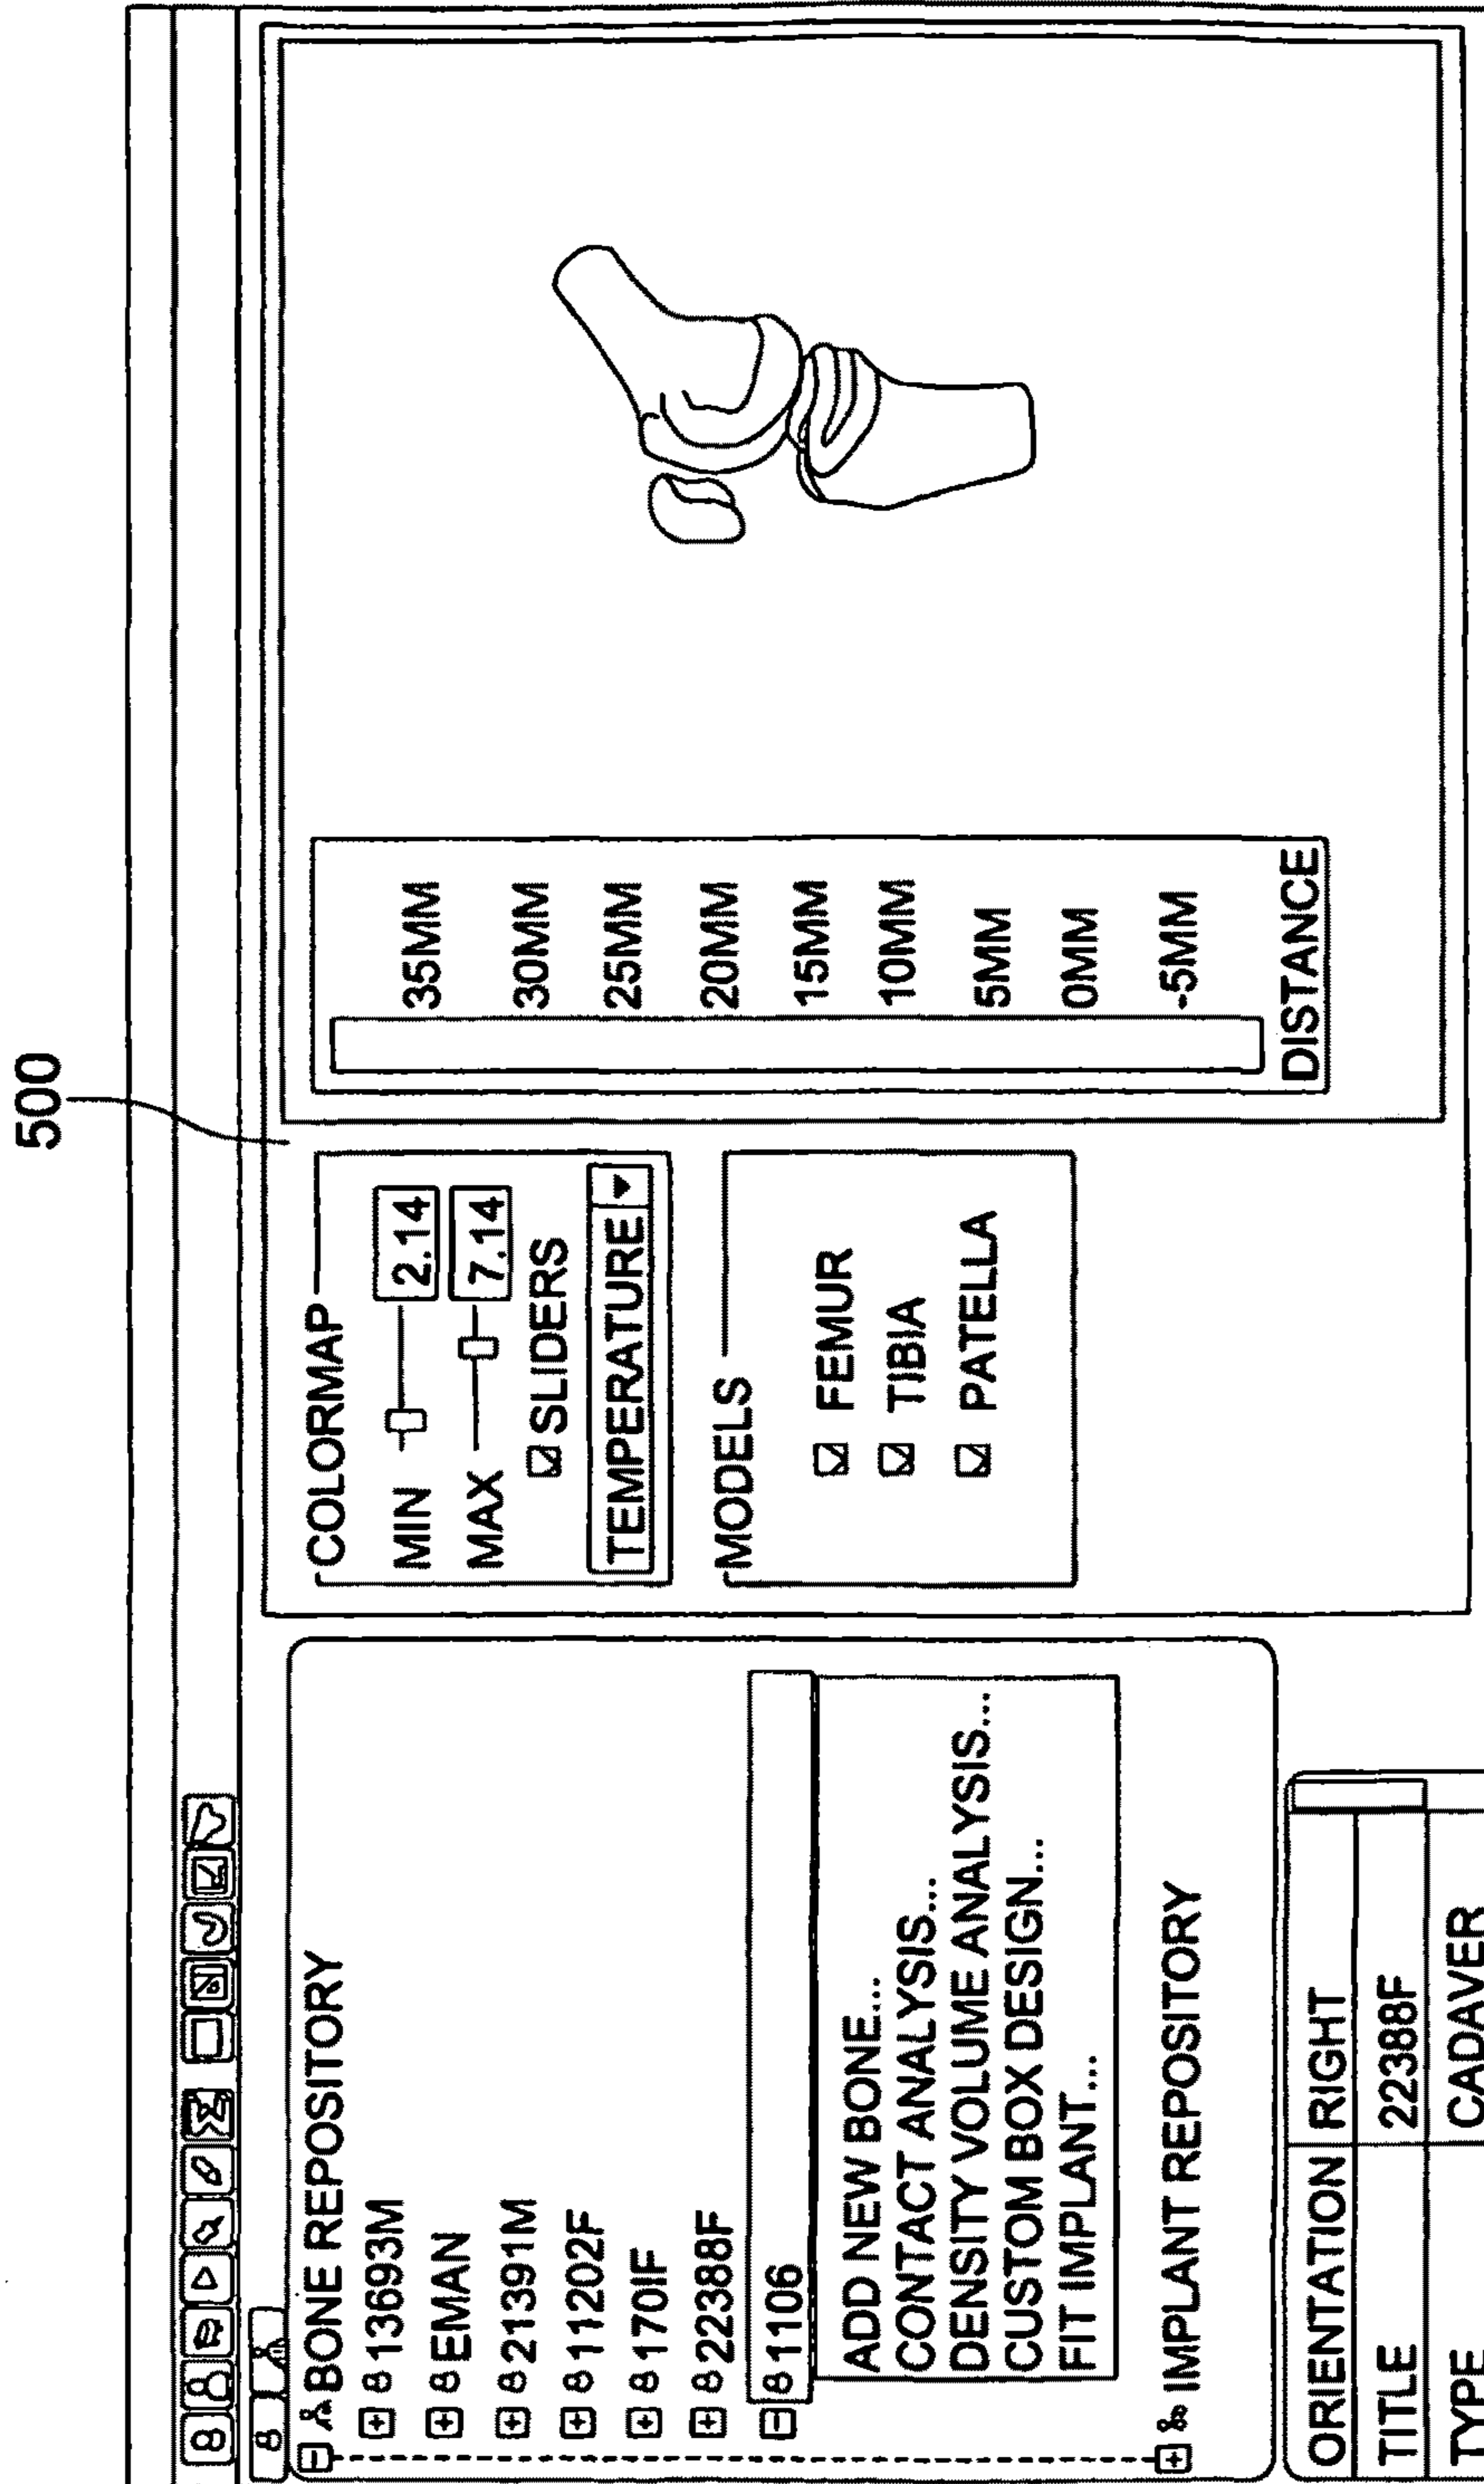 500
BONE REPOSITORY
13693M
EMAN
21391M
11202F
170IF
22388F
1106
ADD NEW BONE...
CONTACT ANALYSIS...
DENSITY VOLUME ANALYSIS...
CUSTOM BOX DESIGN...
FIT IMPLANT...
IMPLANT REPOSITORY
ORIENTATION RIGHT
TITLE 22388F
TYPE CADAVER
COLORMAP
MIN 2.14
MAX 7.14
SLIDERS
TEMPERATURE
MODELS
FEMUR
TIBIA
PATELLA
35MM
30MM
25MM
20MM
15MM
10MM
5MM
0MM
-5MM
DISTANCE